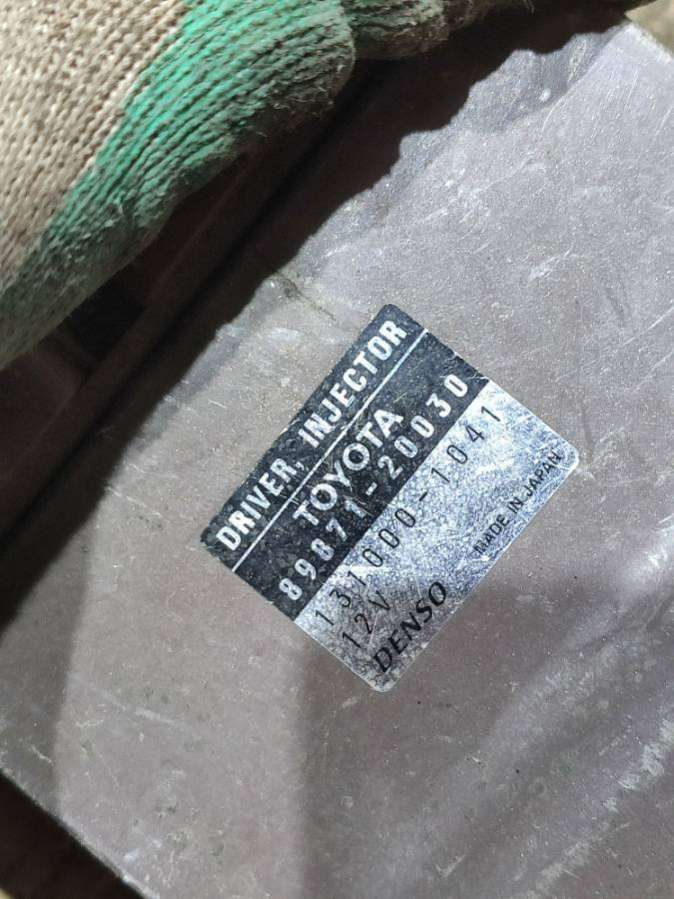 DRIVER, INJECTOR
TOYOTA
89871-20030
131000-1041
12V
DENSO MADE IN JAPAN